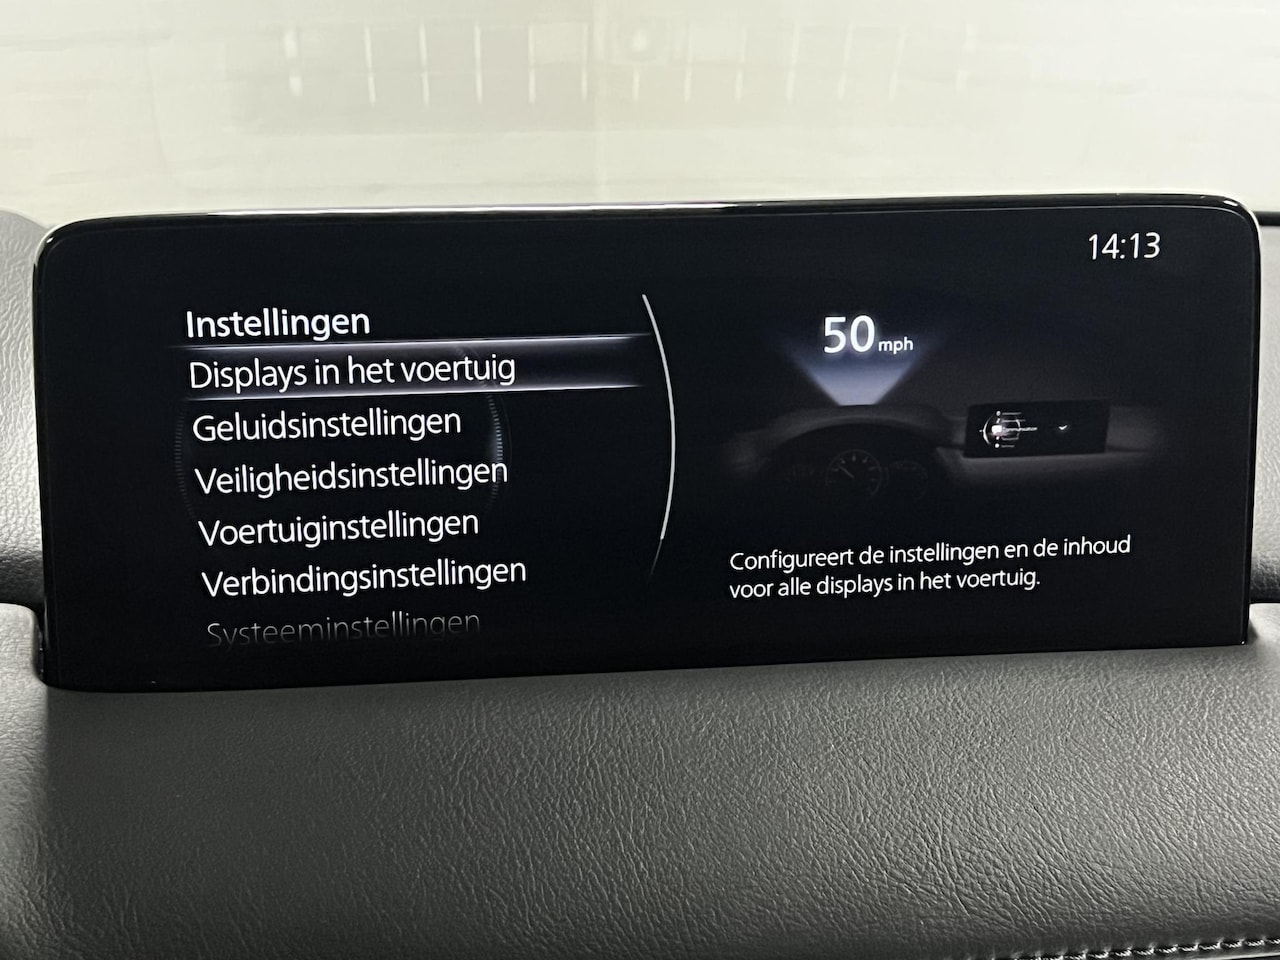 14:13
Instellingen
Displays in het voertuig
Geluidsinstellingen
Veiligheidsinstellingen
Voertuiginstellingen
Verbindingsinstellingen
Systeeminstellingen
50 mph
Configureert de instellingen en de inhoud
voor alle displays in het voertuig.